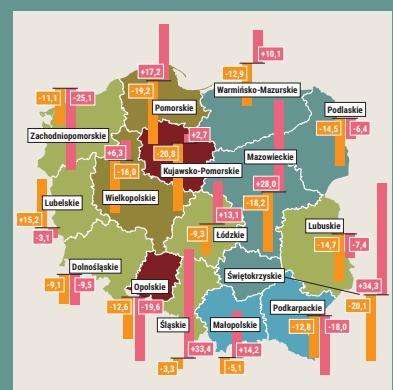 +10,1
+17,2
-12,9
-19,2
-11,1
-25,1
Warmińsko-Mazurskie
Pomorskie
Podlaskie
-14,5
-6,4
Zachodniopomorskie
+2,7
+6,3
-20,8
Mazowieckie
-16,0
Kujawsko-Pomorskie
+28,0
Wielkopolskie
Lubelskie
-18,2
+15,2
+13,1
Lubuskie
-3,1
-9,3
Łódzkie
-14,7
-7,4
Dolnośląskie
Świętokrzyskie
-9,1
-9,5
Opolskie
+34,3
-12,6
-19,6
Podkarpackie
-20,1
Śląskie
Małopolskie
-12,8
-18,0
+33,4
+14,2
-3,3
-5,1